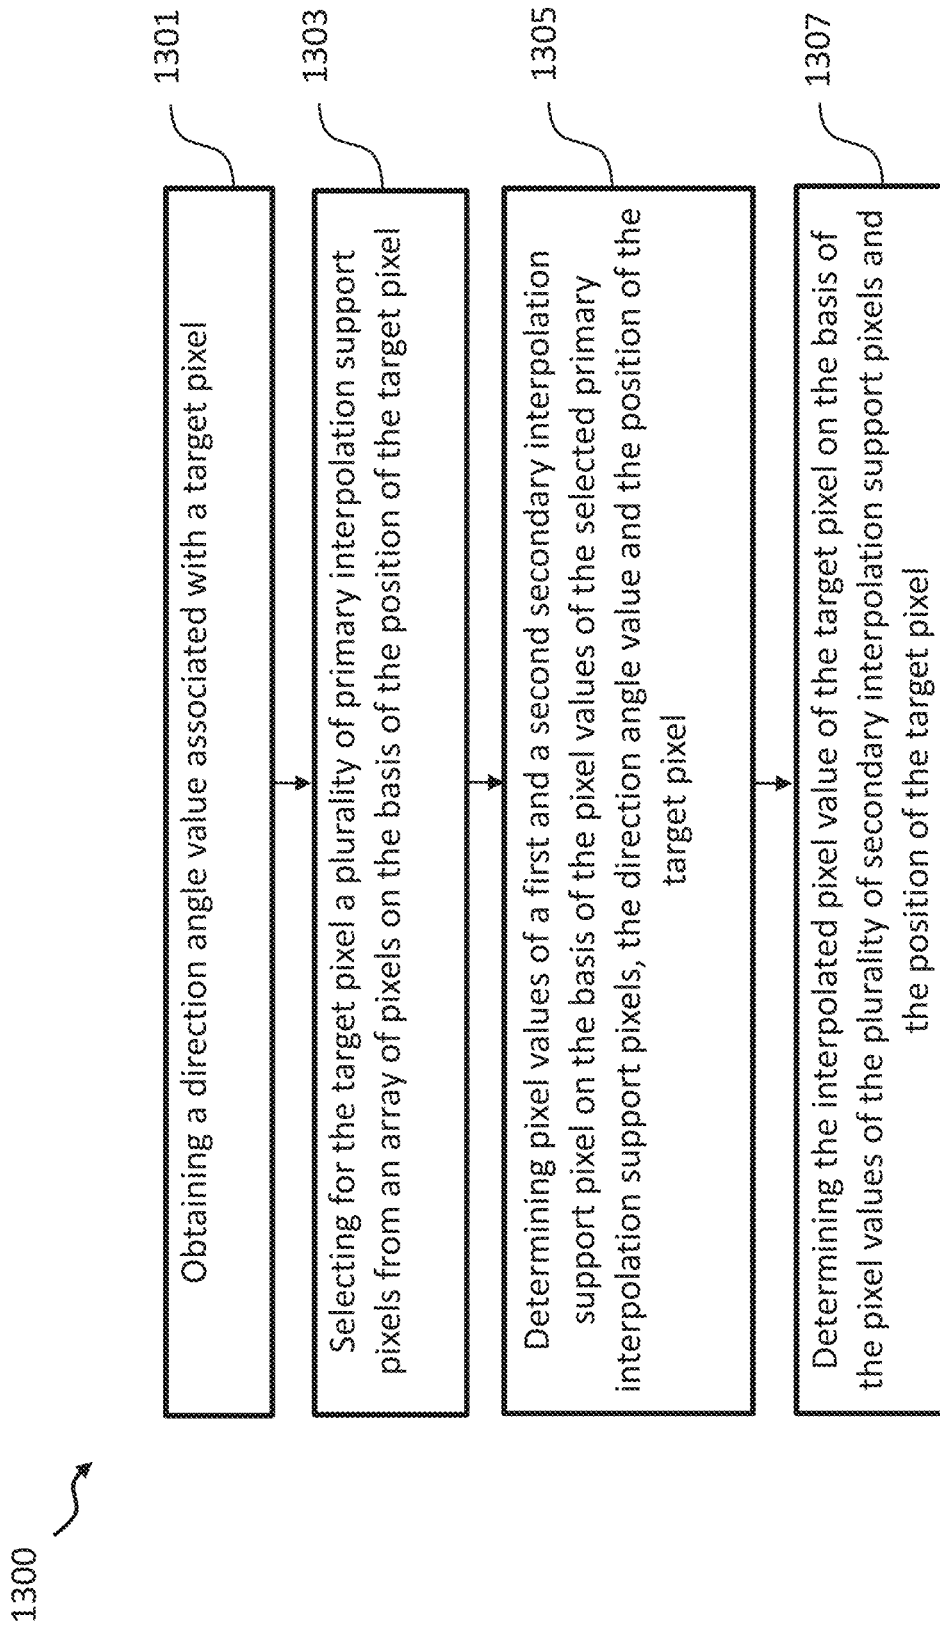 1300
1301
Obtaining a direction angle value associated with a target pixel
1303
Selecting for the target pixel a plurality of primary interpolation support
pixels from an array of pixels on the basis of the position of the target pixel
1305
Determining pixel values of a first and a second secondary interpolation
support pixel on the basis of the pixel values of the selected primary
interpolation support pixels, the direction angle value and the position of the
target pixel
1307
Determining the interpolated pixel value of the target pixel on the basis of
the pixel values of the plurality of secondary interpolation support pixels and
the position of the target pixel